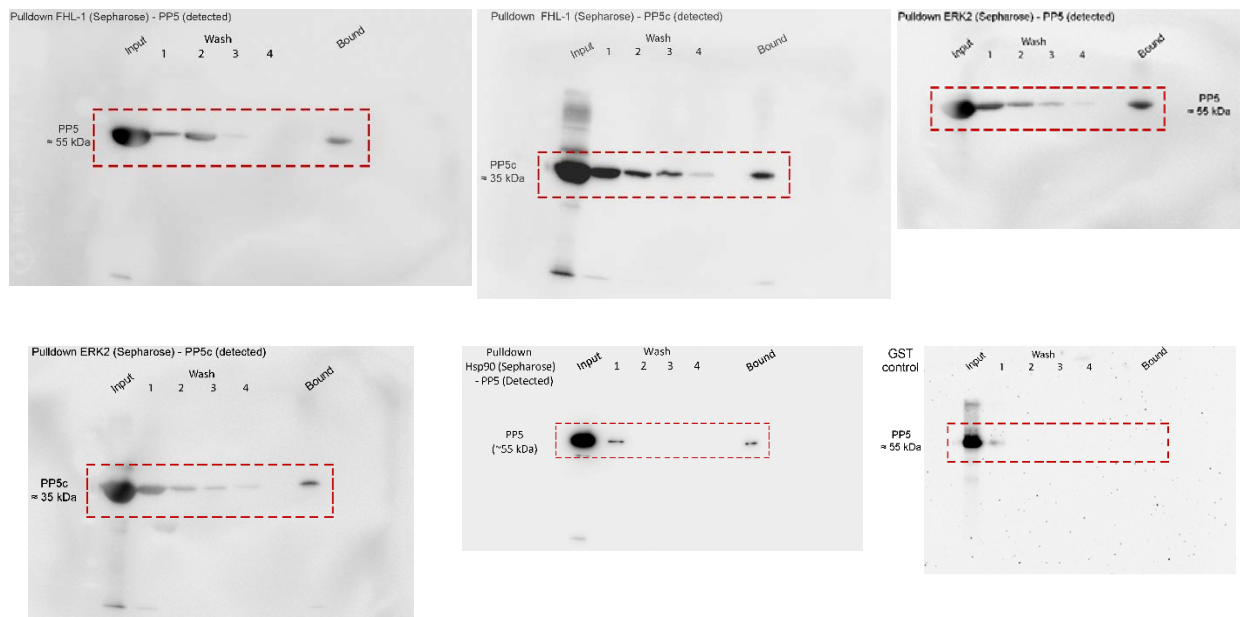 Pulldown FHL-1 (Sepharose) - PP5 (detected)
Input
Wash
1 2 3 4
Bound
PP5
≈ 55 kDa
Pulldown FHL-1 (Sepharose) - PP5c (detected)
Input
Wash
1 2 3 4
Bound
PP5c
≈ 35 kDa
Pulldown ERK2 (Sepharose) - PP5 (detected)
Input
Wash
1 2 3 4
Bound
PP5
≈ 55 kDa
Pulldown ERK2 (Sepharose) - PP5c (detected)
Input
Wash
1 2 3 4
Bound
PP5c
≈ 35 kDa
Pulldown
Hsp90 (Sepharose)
- PP5 (Detected)
Input
Wash
1 2 3 4
Bound
PP5
(~55 kDa)
GST
control
Input
Wash
1 2 3 4
Bound
PP5
≈ 55 kDa